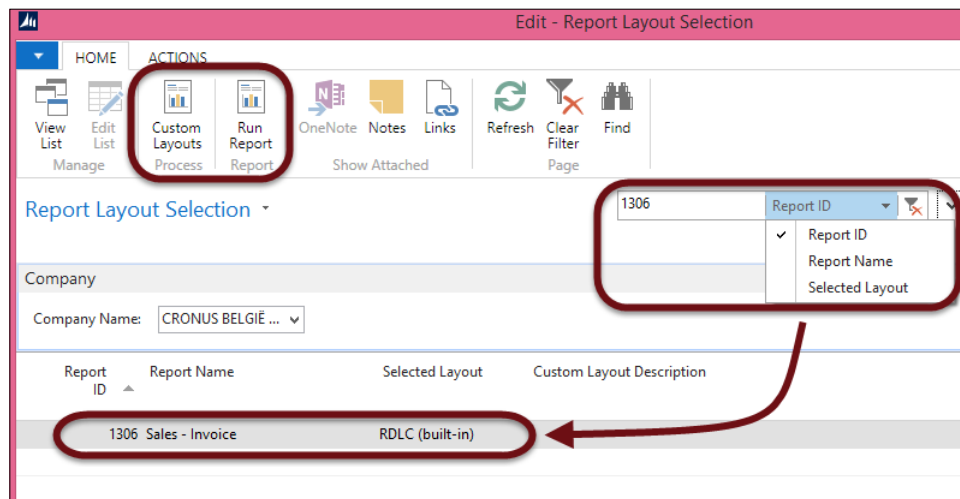 Edit - Report Layout Selection
HOME ACTIONS
View List
Edit List
Custom Layouts
Run Report
OneNote
Notes
Links
Refresh
Clear Filter
Find
Manage Process Report Show Attached Page
Report Layout Selection
1306 Report ID
Report ID
Report Name
Selected Layout
Company
Company Name: CRONUS BELGIË ...
Report ID Report Name Selected Layout Custom Layout Description
1306 Sales - Invoice RDLC (built-in)